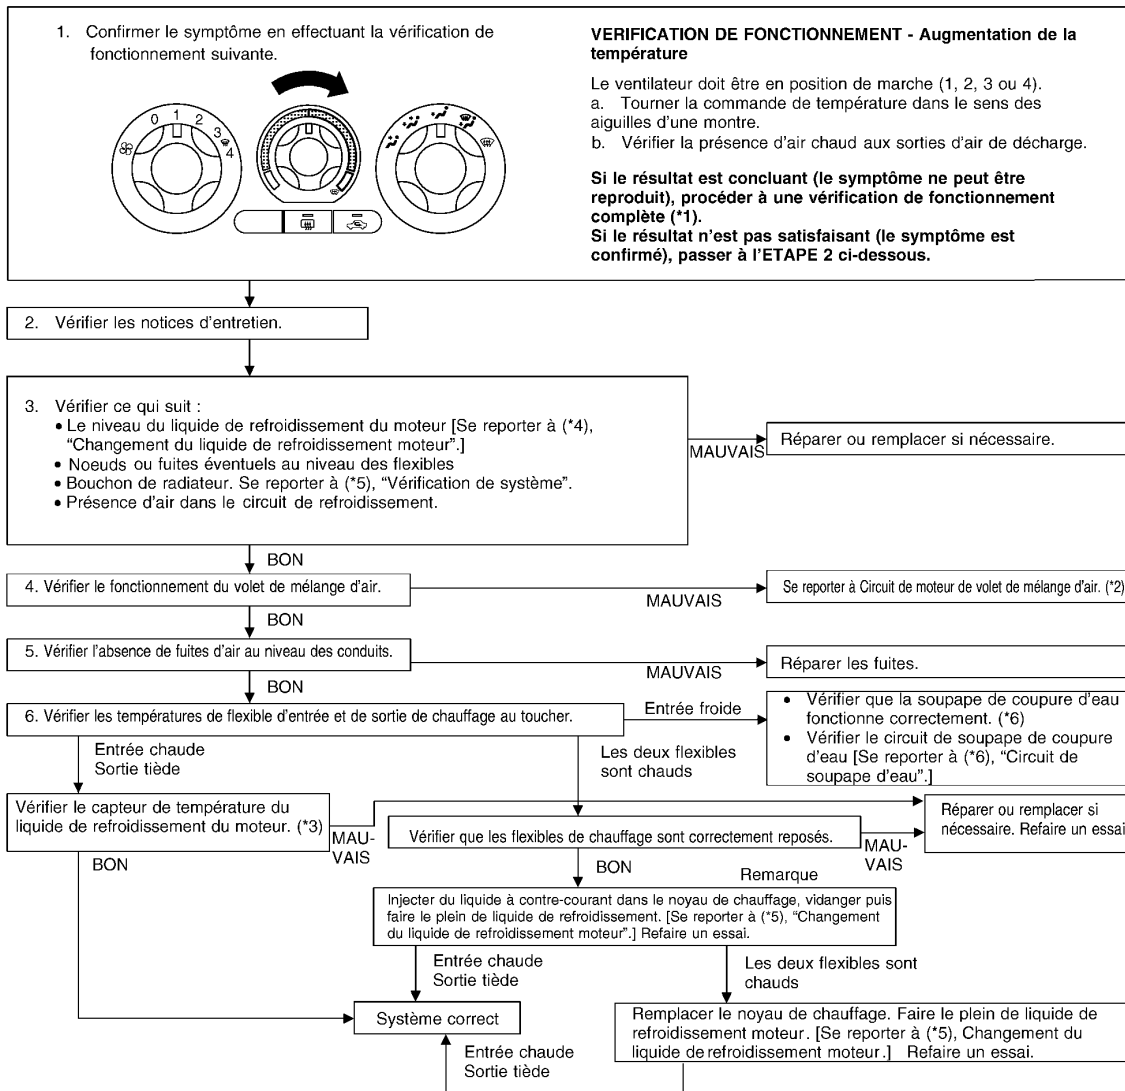 1. Confirmer le symptôme en effectuant la vérification de
fonctionnement suivante.
0 1 2 3 4
VERIFICATION DE FONCTIONNEMENT - Augmentation de la
température
Le ventilateur doit être en position de marche (1, 2, 3 ou 4).
a. Tourner la commande de température dans le sens des
aiguilles d'une montre.
b. Vérifier la présence d'air chaud aux sorties d'air de décharge.
Si le résultat est concluant (le symptôme ne peut être
reproduit), procéder à une vérification de fonctionnement
complète (*1).
Si le résultat n'est pas satisfaisant (le symptôme est
confirmé), passer à l'ETAPE 2 ci-dessous.
2. Vérifier les notices d'entretien.
3. Vérifier ce qui suit :
• Le niveau du liquide de refroidissement du moteur [Se reporter à (*4),
“Changement du liquide de refroidissement moteur”.]
• Noeuds ou fuites éventuels au niveau des flexibles
• Bouchon de radiateur. Se reporter à (*5), “Vérification de système”.
• Présence d'air dans le circuit de refroidissement.
MAUVAIS
Réparer ou remplacer si nécessaire.
BON
4. Vérifier le fonctionnement du volet de mélange d'air.
MAUVAIS
Se reporter à Circuit de moteur de volet de mélange d'air. (*2)
BON
5. Vérifier l'absence de fuites d'air au niveau des conduits.
MAUVAIS
Réparer les fuites.
BON
6. Vérifier les températures de flexible d'entrée et de sortie de chauffage au toucher.
Entrée froide
• Vérifier que la soupape de coupure d'eau
fonctionne correctement. (*6)
• Vérifier le circuit de soupape de coupure
d'eau [Se reporter à (*6), “Circuit de
soupape d'eau”.]
Entrée chaude
Sortie tiède
Les deux flexibles
sont chauds
Vérifier le capteur de température du
liquide de refroidissement du moteur. (*3)
MAU-
VAIS
Vérifier que les flexibles de chauffage sont correctement reposés.
MAU-
VAIS
Réparer ou remplacer si
nécessaire. Refaire un essai
BON
BON
Remarque
Injecter du liquide à contre-courant dans le noyau de chauffage, vidanger puis
faire le plein de liquide de refroidissement. [Se reporter à (*5), “Changement
du liquide de refroidissement moteur”.] Refaire un essai.
Entrée chaude
Sortie tiède
Les deux flexibles sont
chauds
Système correct
Remplacer le noyau de chauffage. Faire le plein de liquide de
refroidissement moteur. [Se reporter à (*5), Changement du
liquide de refroidissement moteur.] Refaire un essai.
Entrée chaude
Sortie tiède